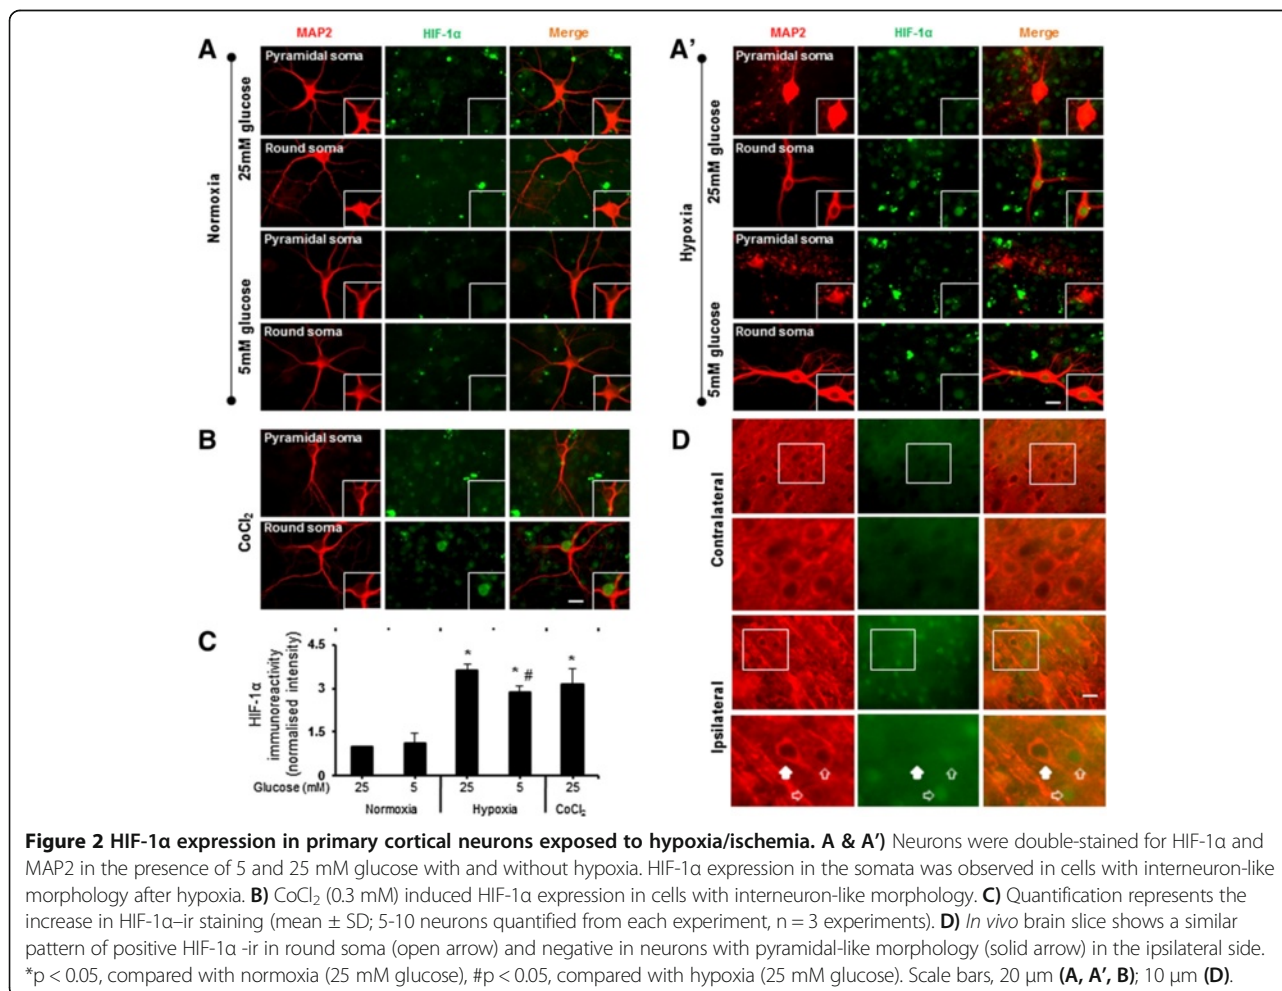 A
MAP2
HIF-1α
Merge
Normoxia
25mM glucose
5mM glucose
Pyramidal soma
Round soma
Pyramidal soma
Round soma
A’
MAP2
HIF-1α
Merge
Hypoxia
25mM glucose
5mM glucose
Pyramidal soma
Round soma
Pyramidal soma
Round soma
B
CoCl₂
Pyramidal soma
Round soma
C
HIF-1α
immunoreactivity
(normalised intensity)
4.5
3
1.5
0
* * # *
Glucose (mM) 25 5 25 5 25
Normoxia Hypoxia CoCl₂
D
Contralateral
Ipsilateral
Figure 2 HIF-1α expression in primary cortical neurons exposed to hypoxia/ischemia. A & A’) Neurons were double-stained for HIF-1α and
MAP2 in the presence of 5 and 25 mM glucose with and without hypoxia. HIF-1α expression in the somata was observed in cells with interneuron-like
morphology after hypoxia. B) CoCl₂ (0.3 mM) induced HIF-1α expression in cells with interneuron-like morphology. C) Quantification represents the
increase in HIF-1α–ir staining (mean ± SD; 5-10 neurons quantified from each experiment, n = 3 experiments). D) In vivo brain slice shows a similar
pattern of positive HIF-1α -ir in round soma (open arrow) and negative in neurons with pyramidal-like morphology (solid arrow) in the ipsilateral side.
*p < 0.05, compared with normoxia (25 mM glucose), #p < 0.05, compared with hypoxia (25 mM glucose). Scale bars, 20 μm (A, A’, B); 10 μm (D).